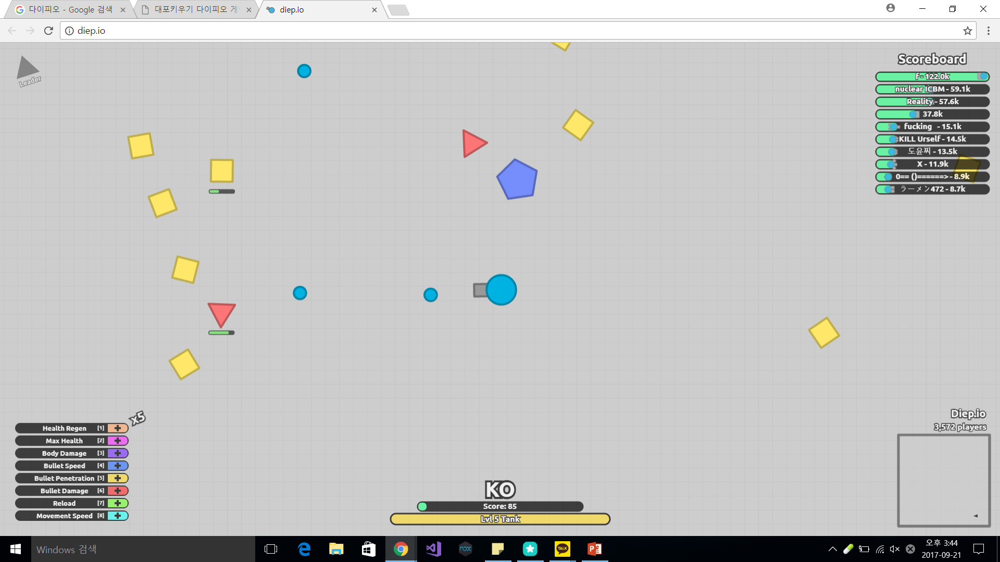 다이피오 - Google 검색
대포키우기 다이피오 게
diep.io
diep.io
Leader
Scoreboard
f - 122.0k
nuclear ICBM - 59.1k
Reality - 57.6k
37.8k
fucking - 15.1k
KILL Urself - 14.5k
도윤찌 - 13.5k
X - 11.9k
0== ()======> - 8.9k
ラーメン472 - 8.7k
x5
Health Regen [1]
Max Health [2]
Body Damage [3]
Bullet Speed [4]
Bullet Penetration [5]
Bullet Damage [6]
Reload [7]
Movement Speed [8]
KO
Score: 85
Lvl 5 Tank
Diep.io
3,572 players
Windows 검색
nox
TALK
오후 3:44
2017-09-21